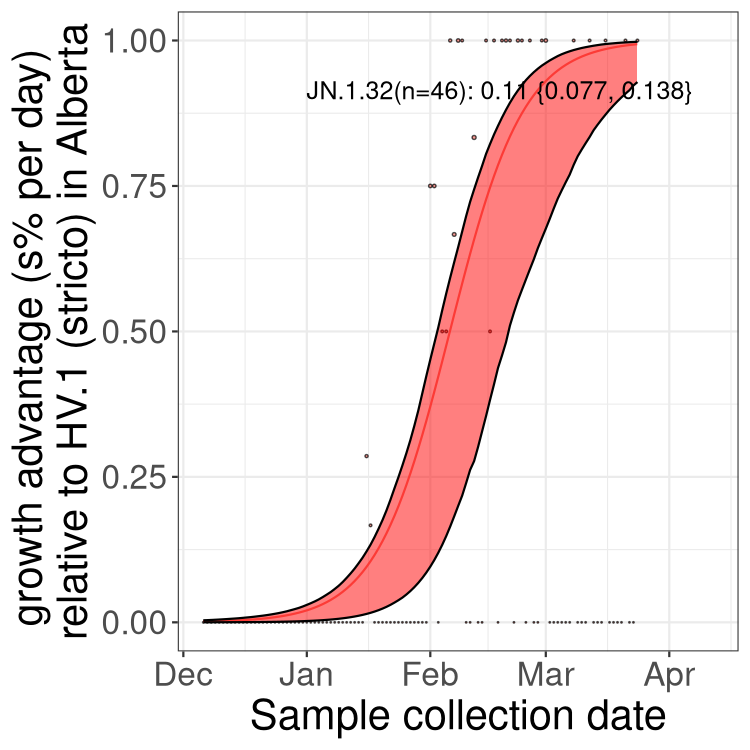 growth advantage (s% per day)
relative to HV.1 (stricto) in Alberta
1.00
0.75
0.50
0.25
0.00
JN.1.32(n=46): 0.11 {0.077, 0.138}
Dec Jan Feb Mar Apr
Sample collection date